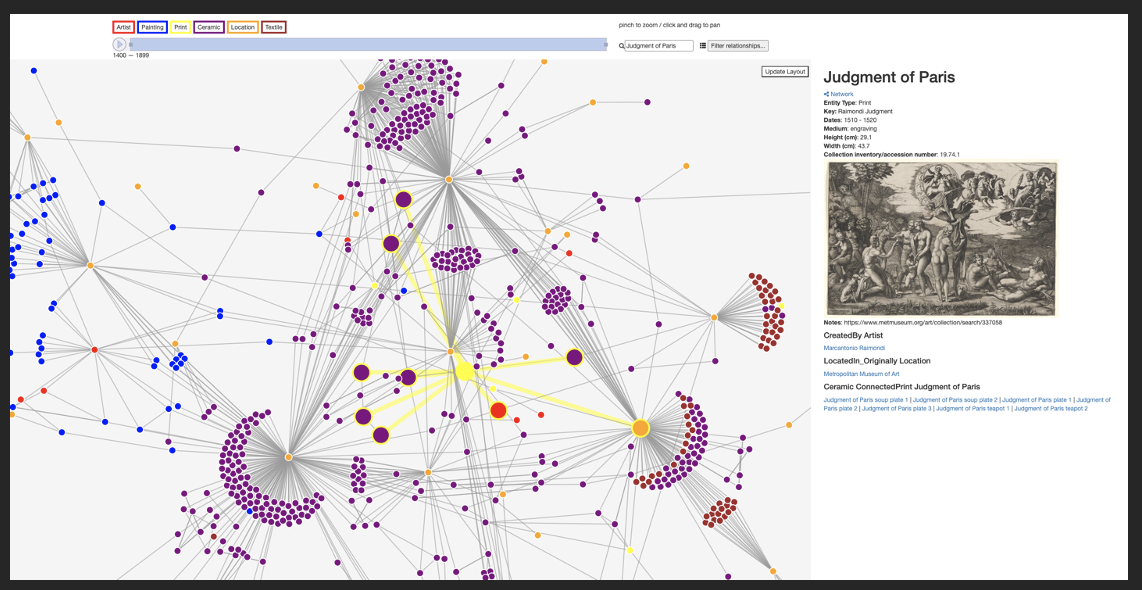 Artist Painting Print Ceramic Location Textile
pinch to zoom / click and drag to pan
Judgment of Paris Filter relationships...
1400 — 1899
Update Layout
Judgment of Paris
Network
Entity Type: Print
Key: Raimondi Judgment
Dates: 1510 - 1520
Medium: engraving
Height (cm): 29.1
Width (cm): 43.7
Collection inventory/accession number: 19.74.1
Notes: https://www.metmuseum.org/art/collection/search/337058
CreatedBy Artist
Marcantonio Raimondi
LocatedIn_Originally Location
Metropolitan Museum of Art
Ceramic ConnectedPrint Judgment of Paris
Judgment of Paris soup plate 1 | Judgment of Paris soup plate 2 | Judgment of Paris plate 1 | Judgment of
Paris plate 2 | Judgment of Paris plate 3 | Judgment of Paris teapot 1 | Judgment of Paris teapot 2